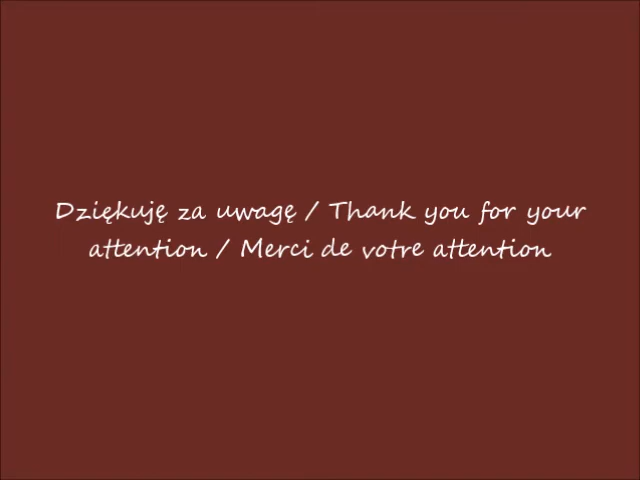 Dziękuję za uwagę / Thank you for your
attention / Merci de votre attention